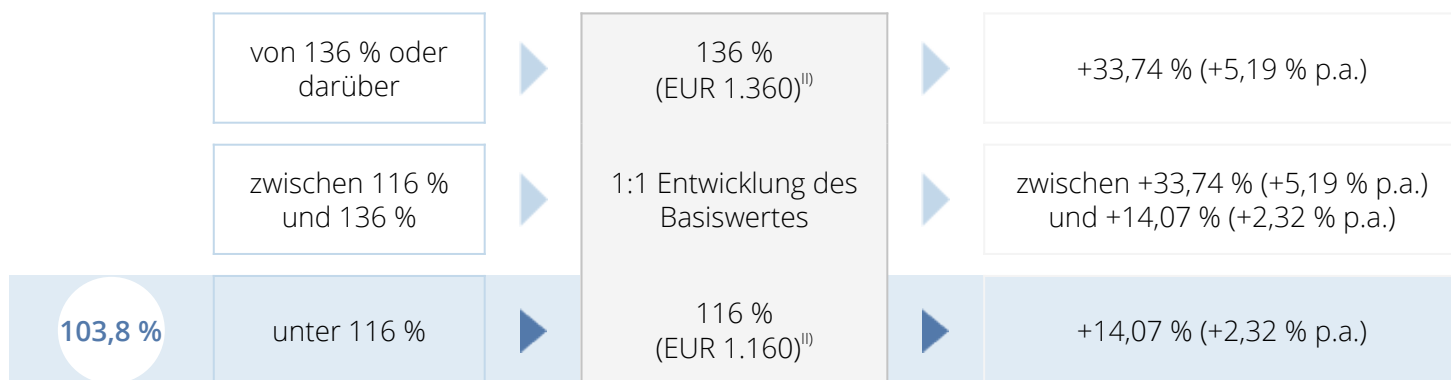 von 136 % oder
darüber
136 %
(EUR 1.360)II)
+33,74 % (+5,19 % p.a.)
zwischen 116 %
und 136 %
1:1 Entwicklung des
Basiswertes
zwischen +33,74 % (+5,19 % p.a.)
und +14,07 % (+2,32 % p.a.)
103,8 %
unter 116 %
116 %
(EUR 1.160)II)
+14,07 % (+2,32 % p.a.)